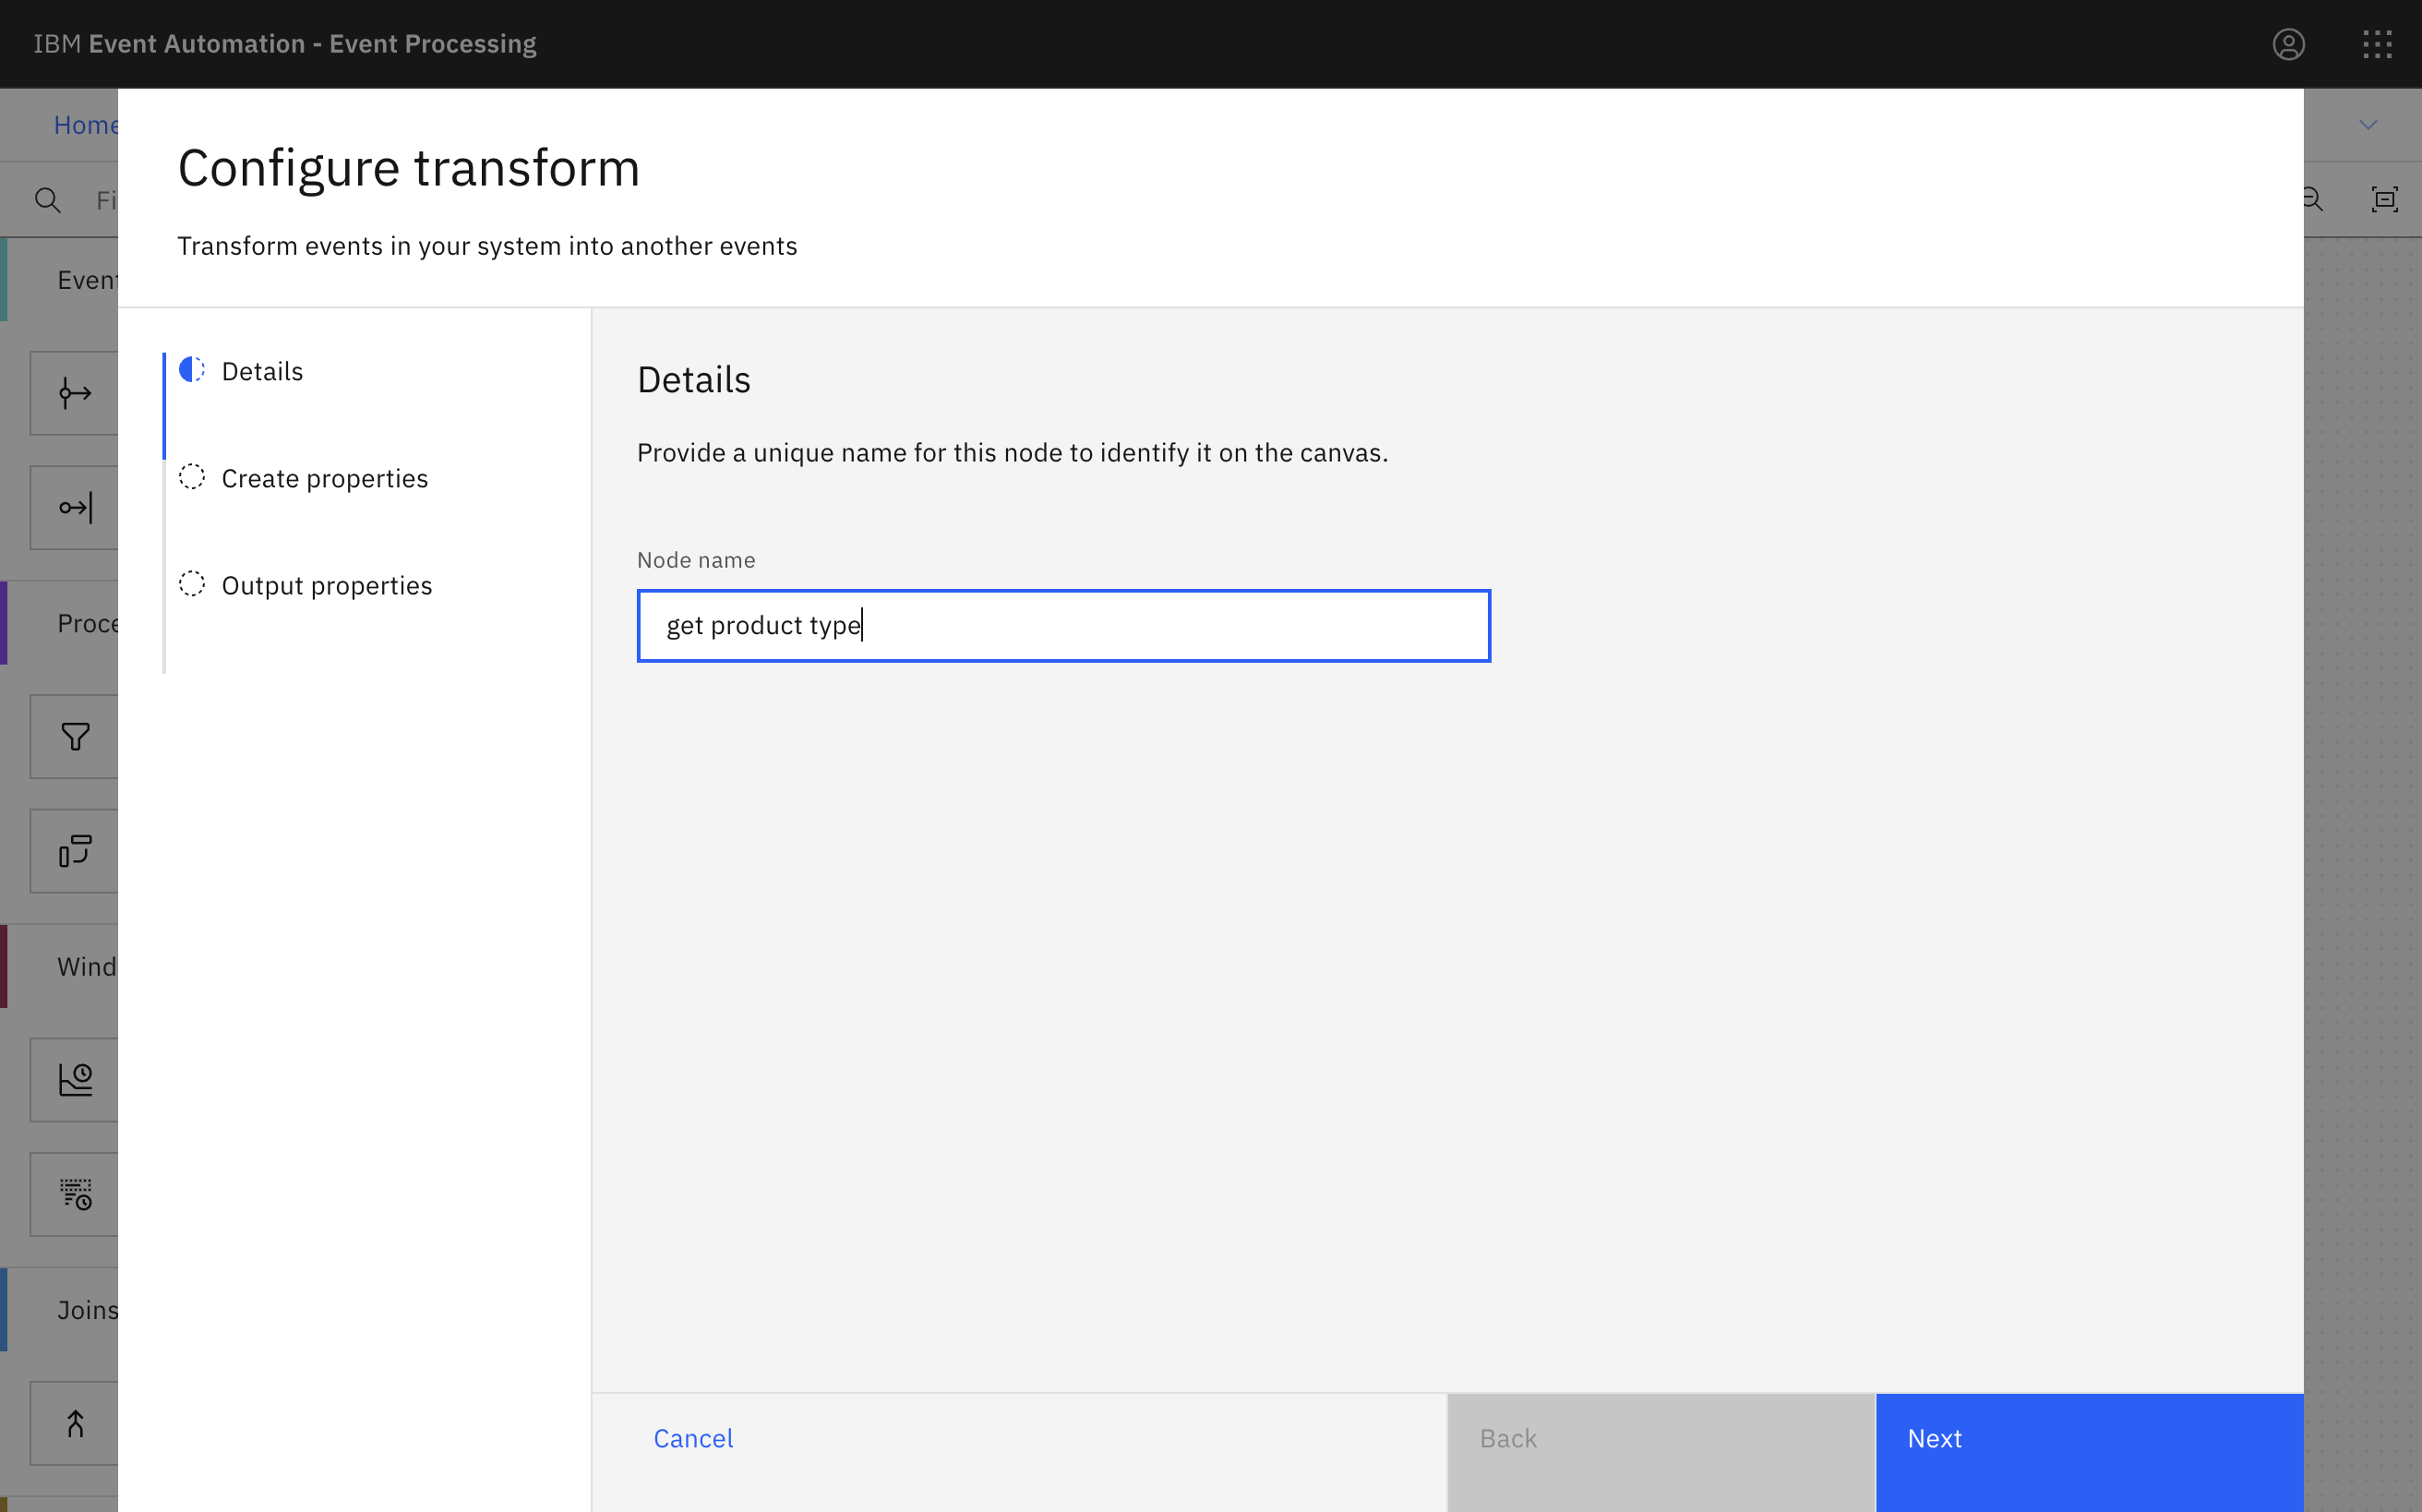 IBM Event Automation - Event Processing
Home
Configure transform
Fi
Transform events in your system into another events
Event
Details
Details
Provide a unique name for this node to identify it on the canvas.
Create properties
Node name
Output properties
get product type
Proce
Wind
Joins
Cancel
Back
Next